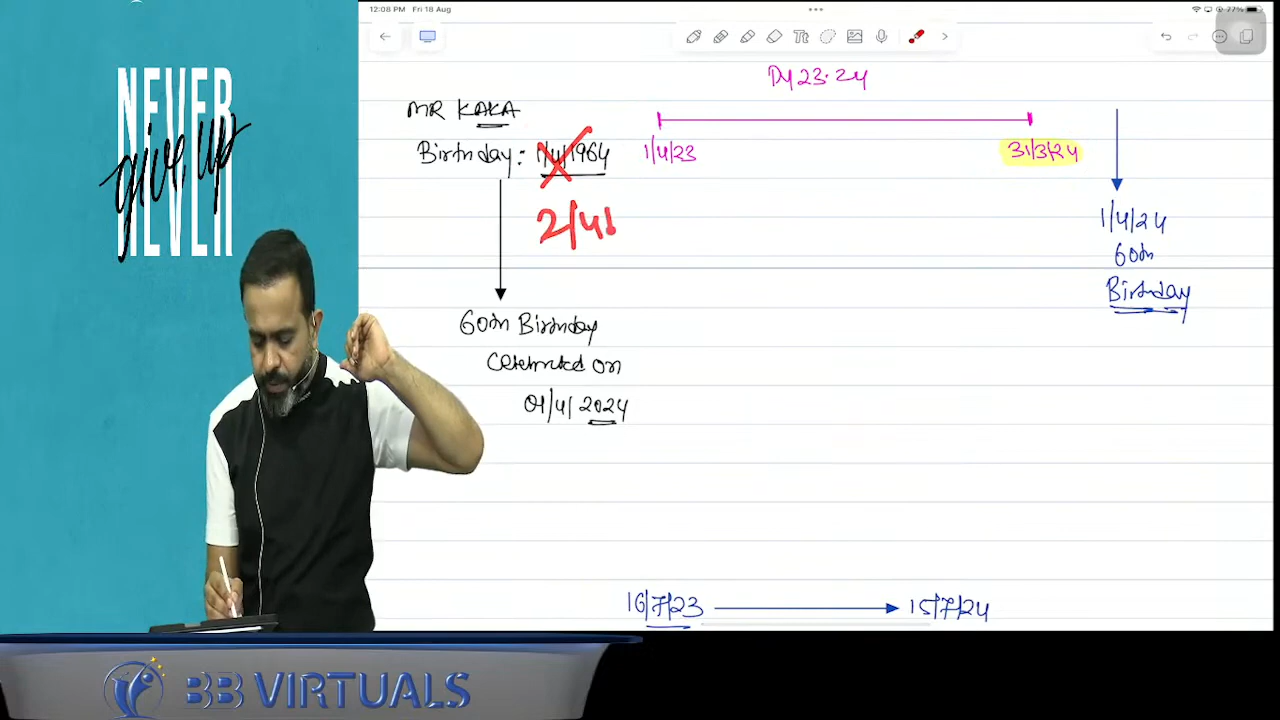 12:08 PM Fri 18 Aug
77%
Tt
NEVER
give up
NEVER
PY 23-24
MR KAKA
Birthday: 1/4/1964
1/4/23
31/3/24
2/4/
1/4/24
60th
Birthday
60th Birthday
Celebrated on
01/4/2024
16/7/23
15/7/24
BB VIRTUALS